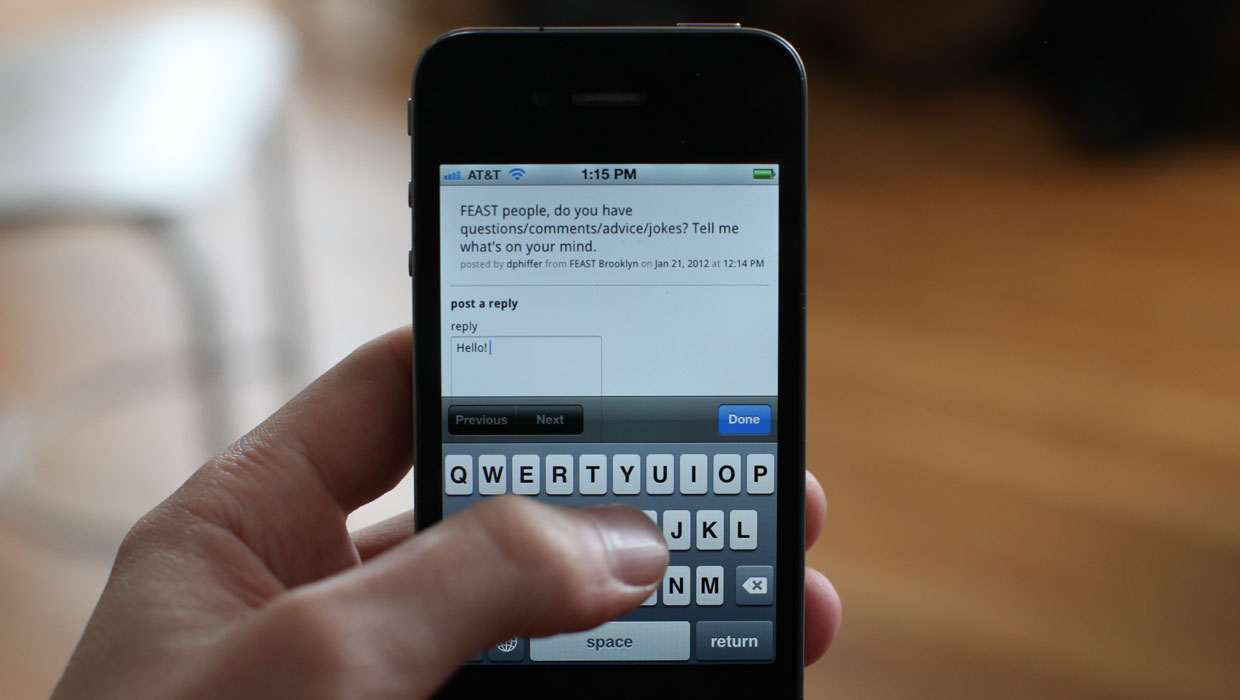 AT&T 1:15 PM
FEAST people, do you have
questions/comments/advice/jokes? Tell me
what's on your mind.
posted by dphiffer from FEAST Brooklyn on Jan 21, 2012 at 12:14 PM
post a reply
reply
Hello!
Previous Next Done
Q W E R T Y U I O P
J K L
N M
space return